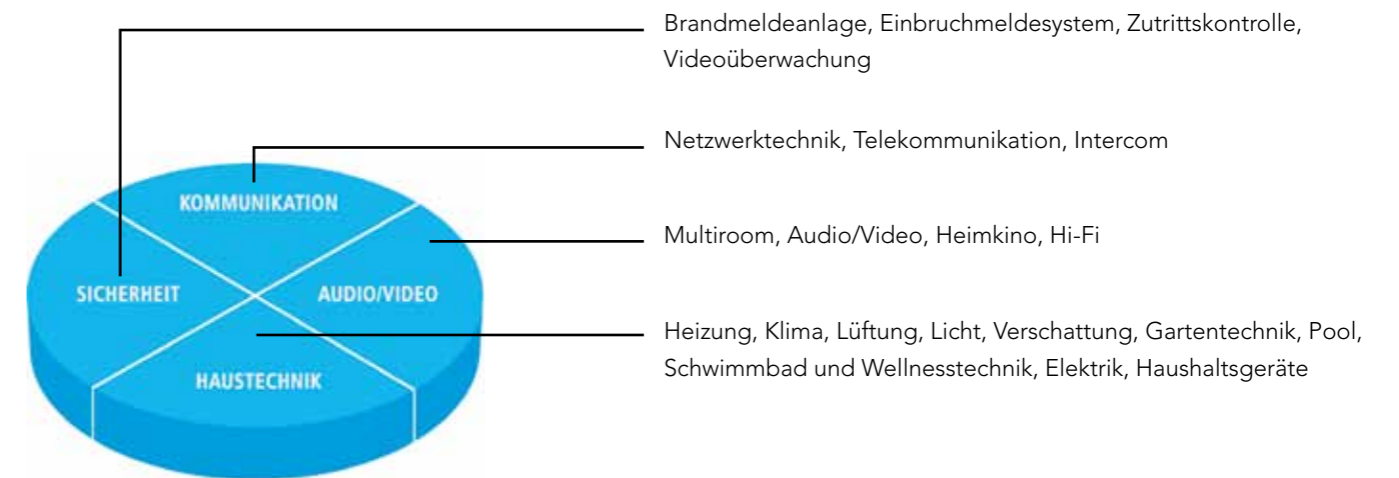 Brandmeldeanlage, Einbruchmeldesystem, Zutrittskontrolle,
Videoüberwachung
Netzwerktechnik, Telekommunikation, Intercom
KOMMUNIKATION
Multiroom, Audio/Video, Heimkino, Hi-Fi
SICHERHEIT
AUDIO/VIDEO
Heizung, Klima, Lüftung, Licht, Verschattung, Gartentechnik, Pool,
Schwimmbad und Wellnesstechnik, Elektrik, Haushaltsgeräte
HAUSTECHNIK